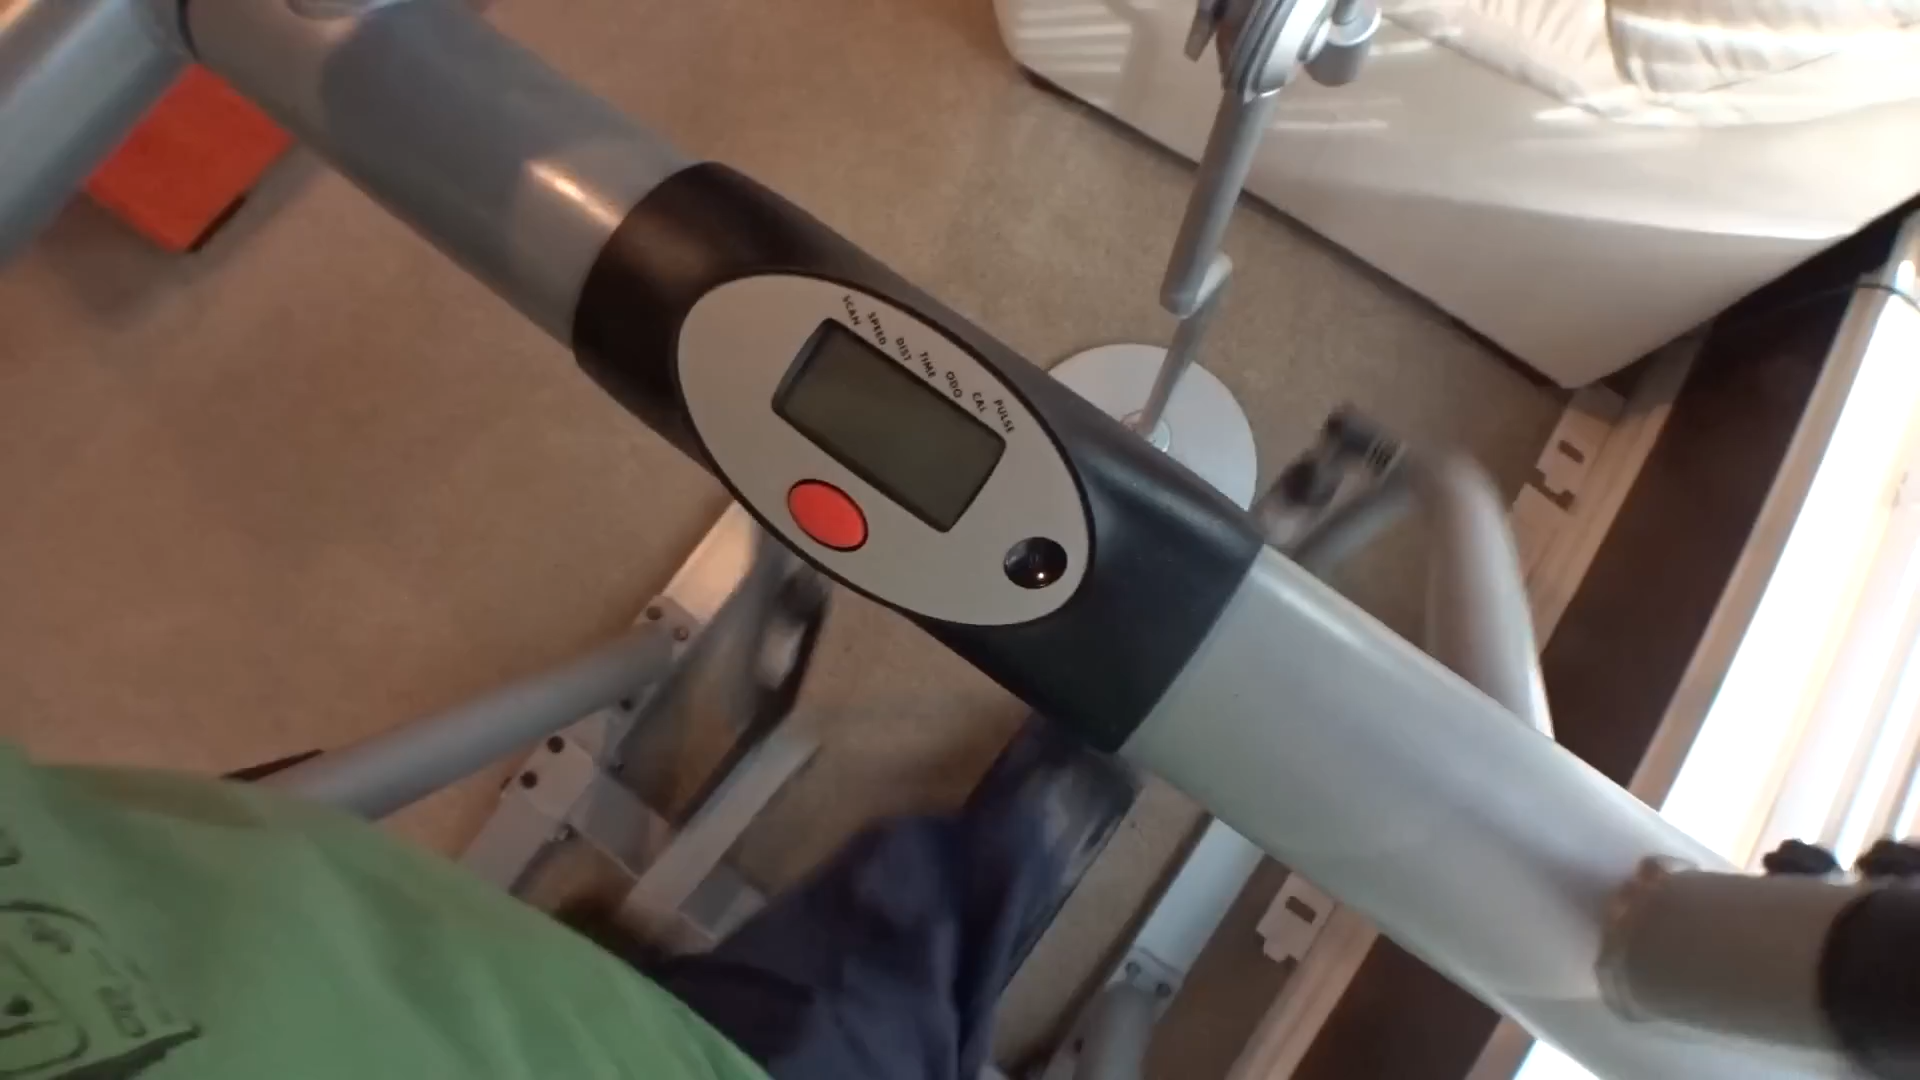 SCAN
SPEED
DIST
TIME
ODO
CAL
PULSE